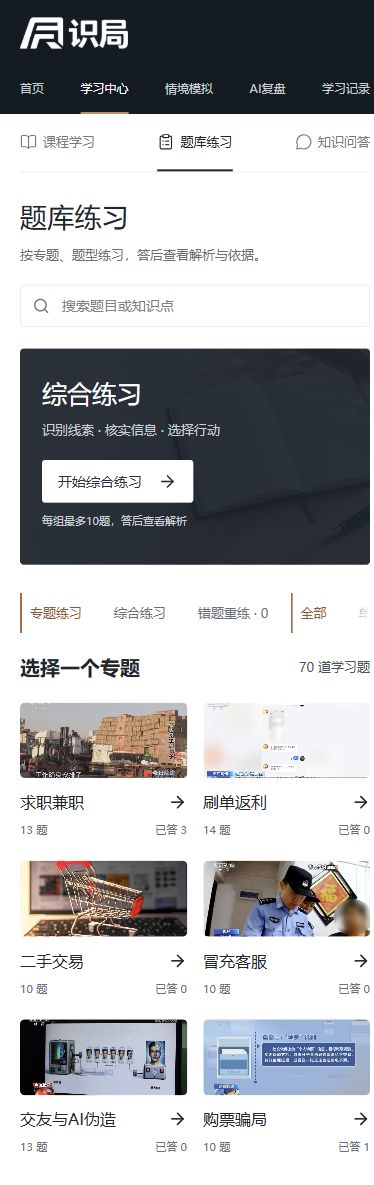 识局
首页 学习中心 情境模拟 AI复盘 学习记录
课程学习 题库练习 知识问答
题库练习
按专题、题型练习，答后查看解析与依据。
搜索题目或知识点
综合练习
识别线索 · 核实信息 · 选择行动
开始综合练习
每组最多10题，答后查看解析
专题练习 综合练习 错题重练 · 0 全部
选择一个专题 70 道学习题
求职兼职 刷单返利
13 题 已答 3 14 题 已答 0
二手交易 冒充客服
10 题 已答 0 10 题 已答 0
福
交友与AI伪造 购票骗局
13 题 已答 0 10 题 已答 1